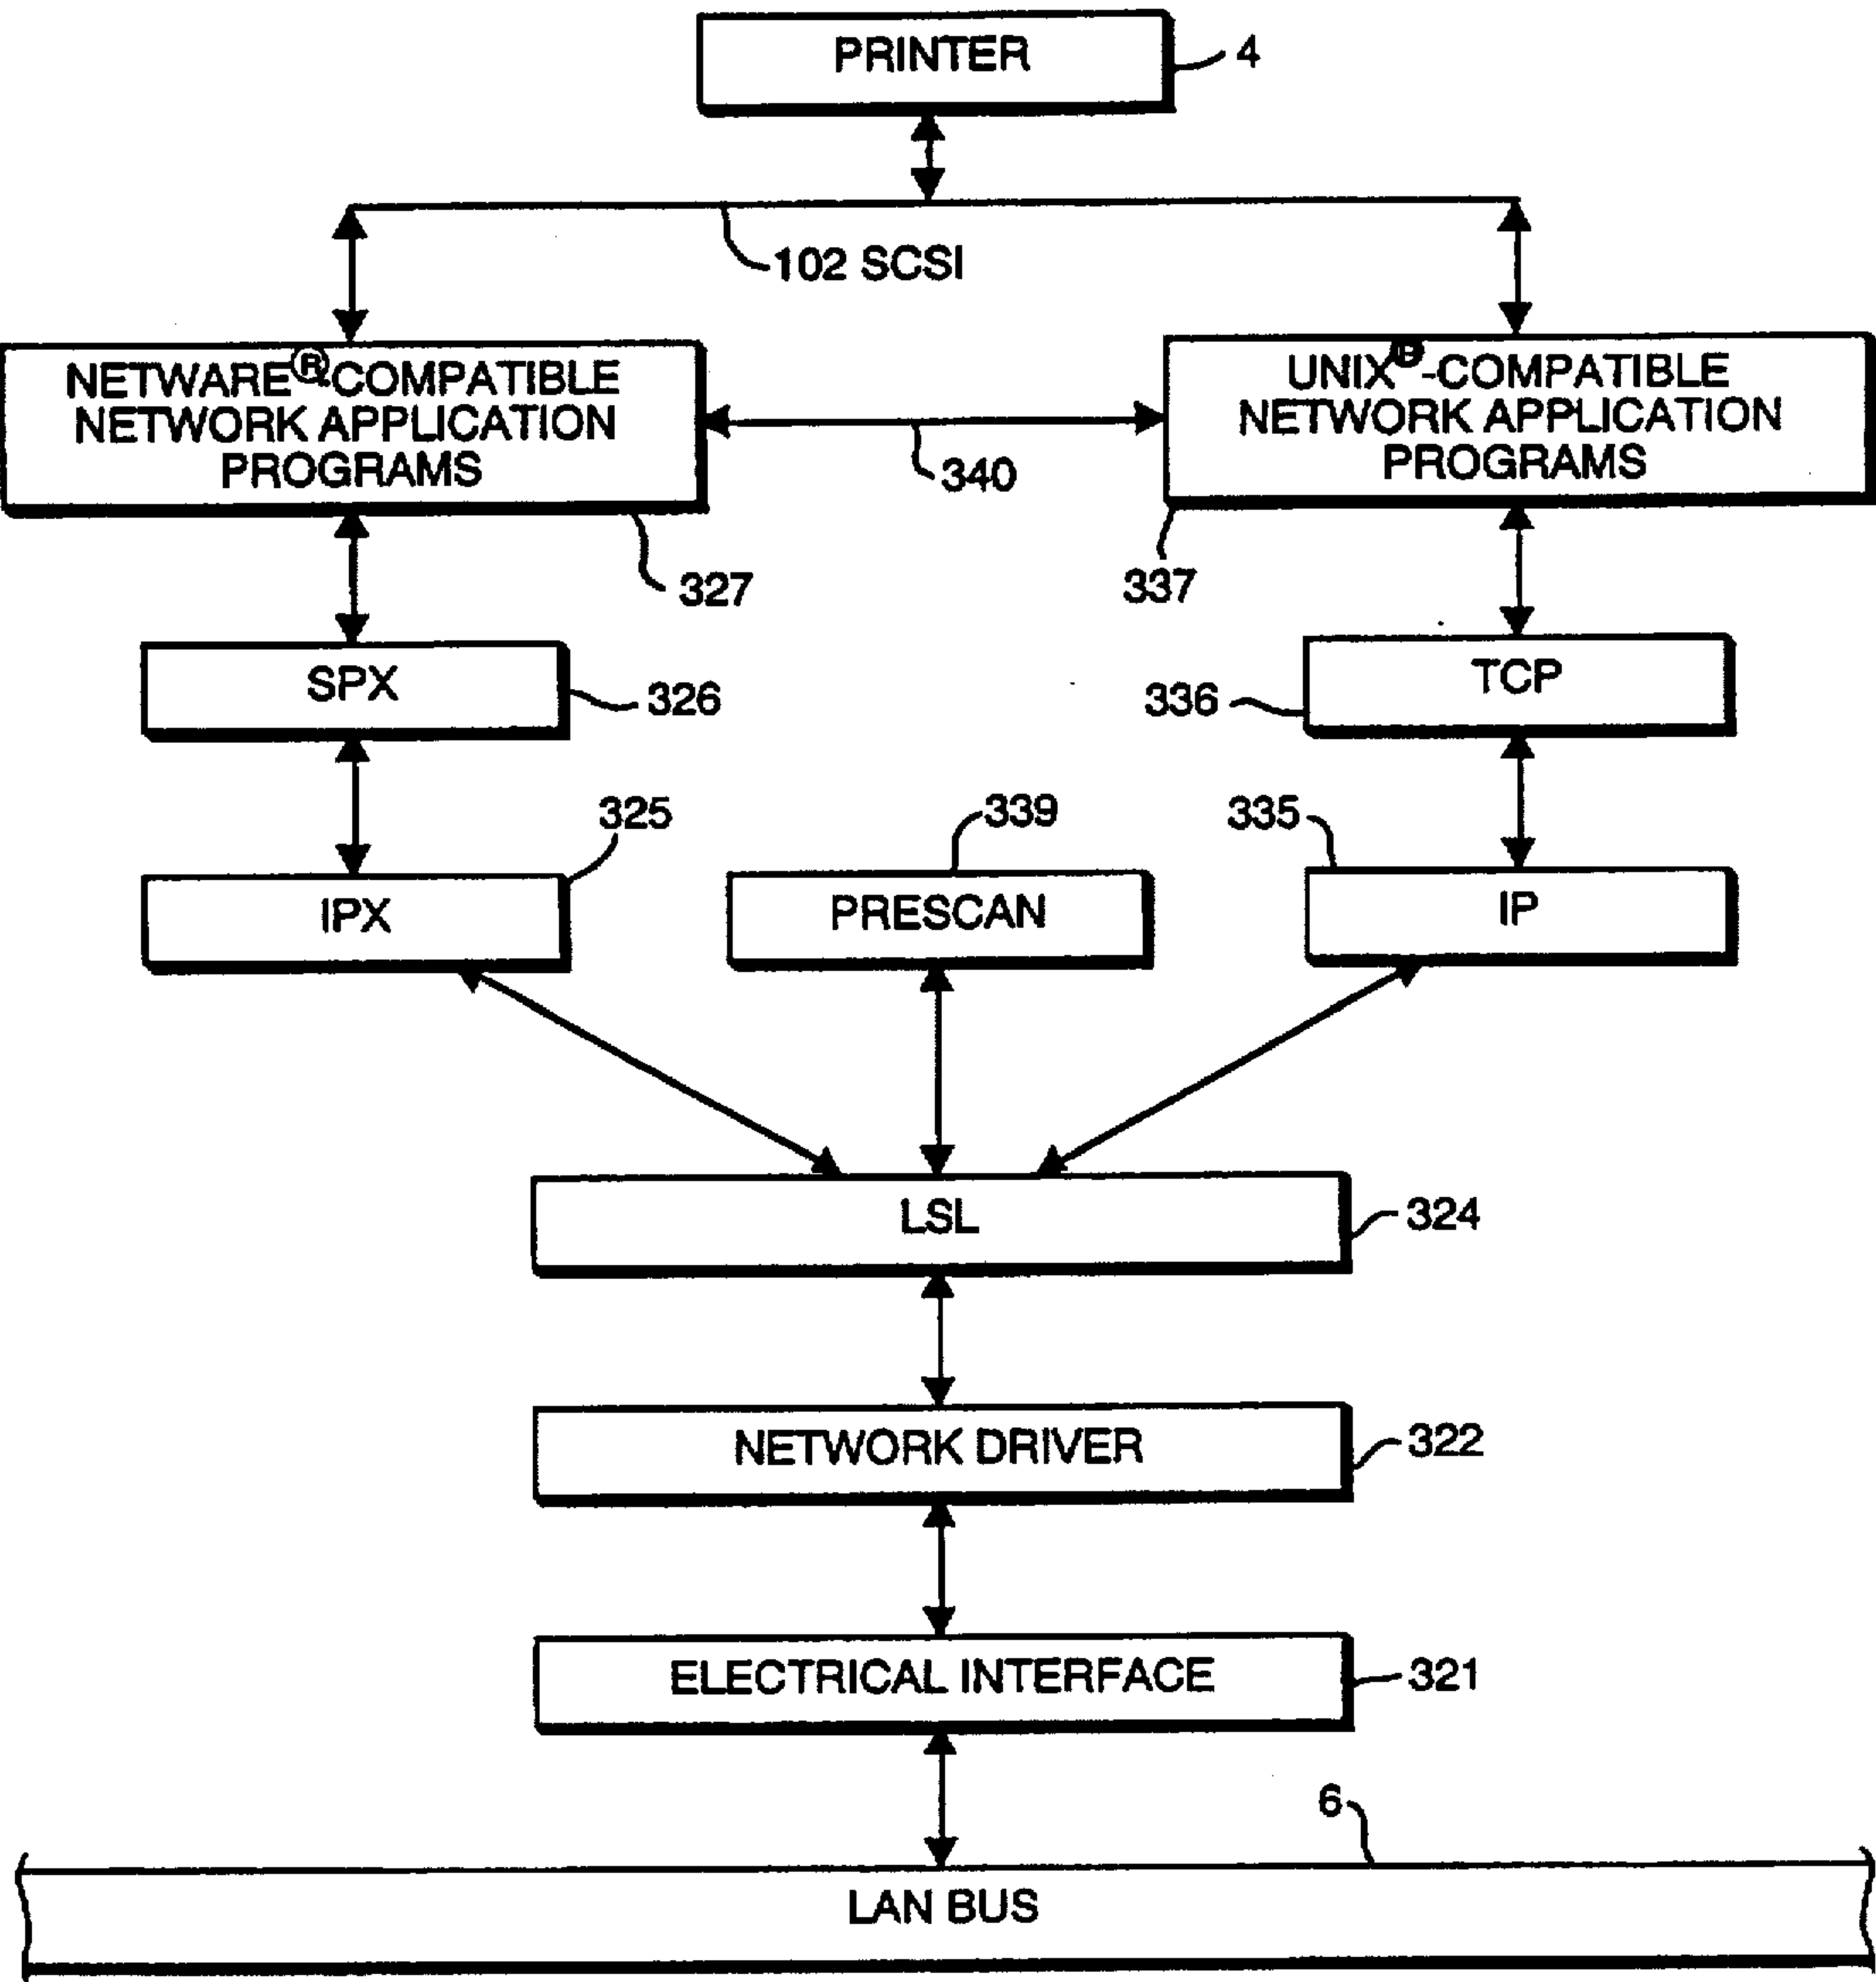 PRINTER
4
102 SCSI
NETWARE®-COMPATIBLE
NETWORK APPLICATION
PROGRAMS
UNIX®-COMPATIBLE
NETWORK APPLICATION
PROGRAMS
340
327
337
SPX
326
336
TCP
325
339
335
IPX
PRESCAN
IP
LSL
324
NETWORK DRIVER
322
ELECTRICAL INTERFACE
321
6
LAN BUS